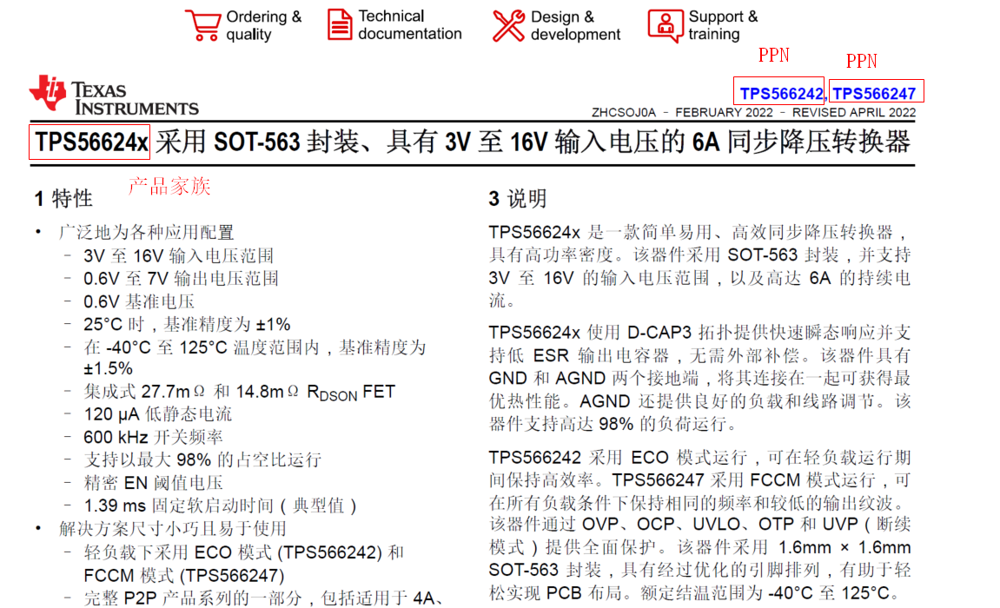 Ordering & quality
Technical documentation
Design & development
Support & training
PPN
PPN
TEXAS INSTRUMENTS
TPS566242, TPS566247
ZHCSOJ0A – FEBRUARY 2022 – REVISED APRIL 2022
TPS56624x 采用 SOT-563 封装、具有 3V 至 16V 输入电压的 6A 同步降压转换器
产品家族
1 特性
• 广泛地为各种应用配置
– 3V 至 16V 输入电压范围
– 0.6V 至 7V 输出电压范围
– 0.6V 基准电压
– 25°C 时，基准精度为 ±1%
– 在 -40°C 至 125°C 温度范围内，基准精度为
±1.5%
– 集成式 27.7mΩ 和 14.8mΩ RDSON FET
– 120 µA 低静态电流
– 600 kHz 开关频率
– 支持以最大 98% 的占空比运行
– 精密 EN 阈值电压
– 1.39 ms 固定软启动时间（典型值）
• 解决方案尺寸小巧且易于使用
– 轻负载下采用 ECO 模式 (TPS566242) 和
FCCM 模式 (TPS566247)
– 完整 P2P 产品系列的一部分，包括适用于 4A、
3 说明
TPS56624x 是一款简单易用、高效同步降压转换器，
具有高功率密度。该器件采用 SOT-563 封装，并支持
3V 至 16V 的输入电压范围，以及高达 6A 的持续电
流。
TPS56624x 使用 D-CAP3 拓扑提供快速瞬态响应并支
持低 ESR 输出电容器，无需外部补偿。该器件具有
GND 和 AGND 两个接地端，将其连接在一起可获得最
优热性能。AGND 还提供良好的负载和线路调节。该
器件支持高达 98% 的负荷运行。
TPS566242 采用 ECO 模式运行，可在轻负载运行期
间保持高效率。TPS566247 采用 FCCM 模式运行，可
在所有负载条件下保持相同的频率和较低的输出纹波。
该器件通过 OVP、OCP、UVLO、OTP 和 UVP（断续
模式）提供全面保护。该器件采用 1.6mm × 1.6mm
SOT-563 封装，具有经过优化的引脚排列，有助于轻
松实现 PCB 布局。额定结温范围为 -40°C 至 125°C。